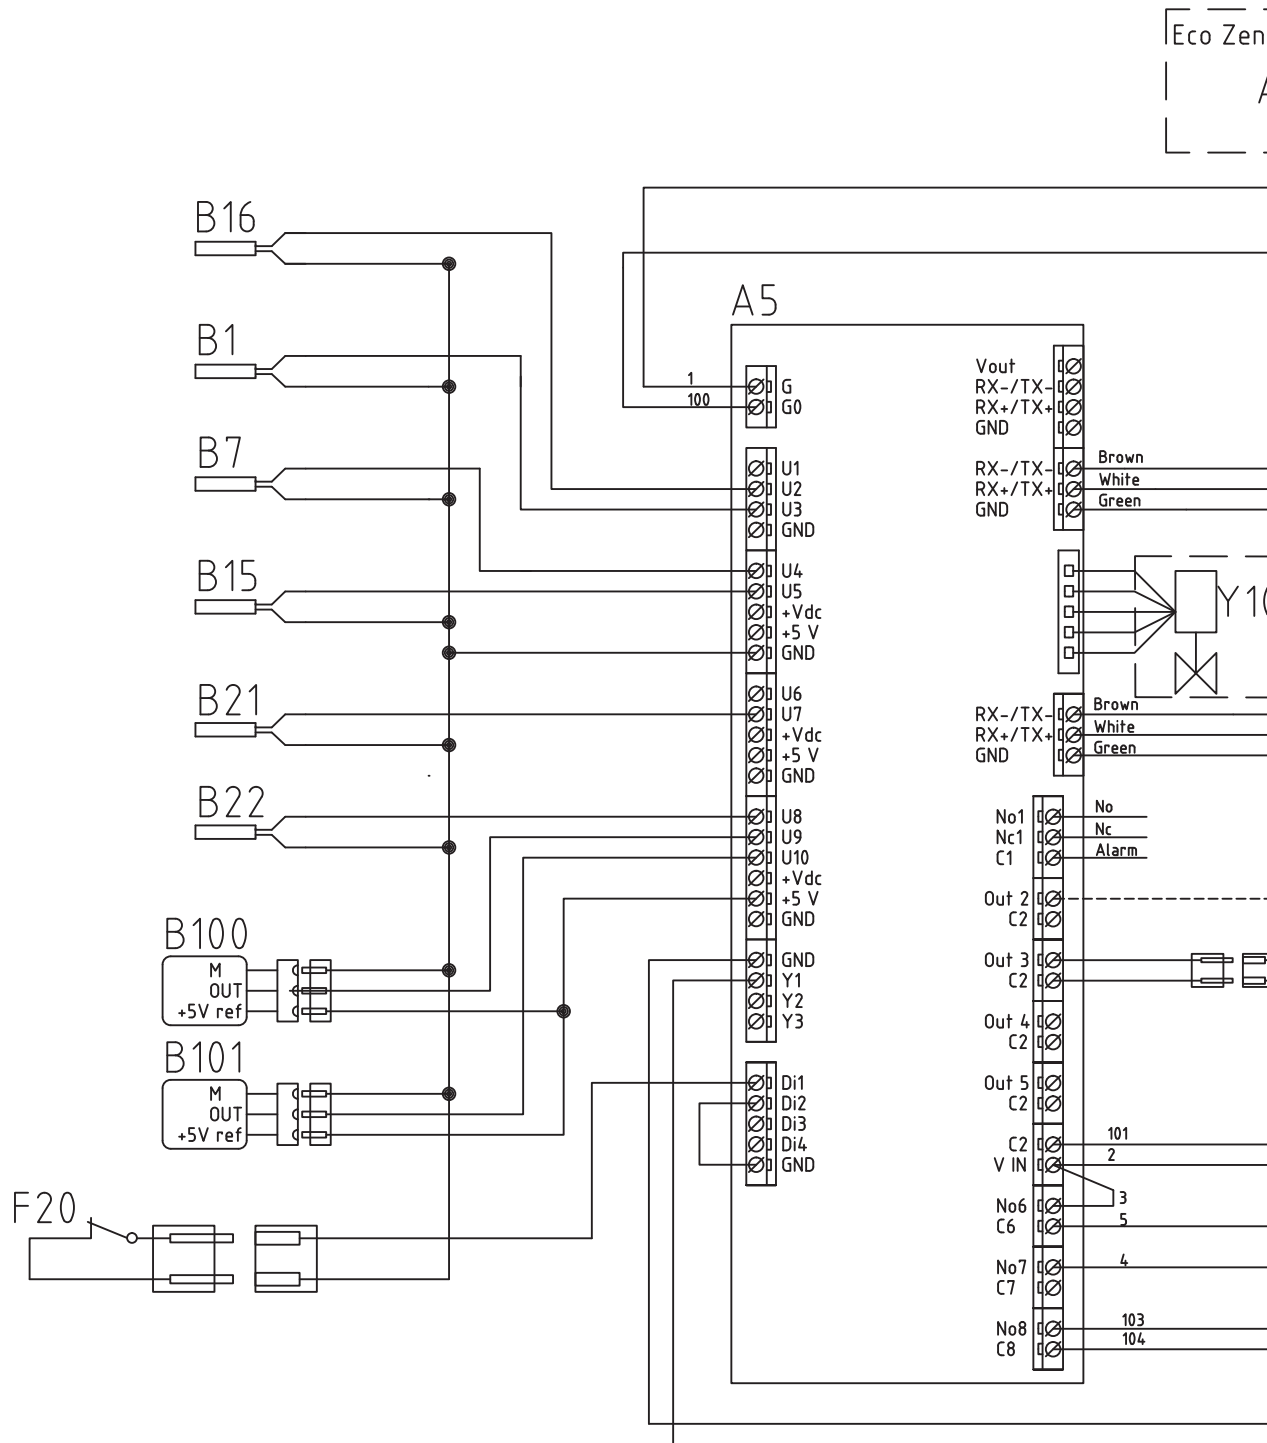 Eco Zen
A
B16
A5
B1
B7
B15
B21
B22
B100
M
OUT
+5V ref
B101
M
OUT
+5V ref
F20
1
100
G
G0
U1
U2
U3
GND
U4
U5
+Vdc
+5 V
GND
U6
U7
+Vdc
+5 V
GND
U8
U9
U10
+Vdc
+5 V
GND
GND
Y1
Y2
Y3
Di1
Di2
Di3
Di4
GND
Vout
RX-/TX-
RX+/TX+
GND
RX-/TX- Brown
RX+/TX+ White
GND Green
Y10
RX-/TX- Brown
RX+/TX+ White
GND Green
No1 No
Nc1 Nc
C1 Alarm
Out 2
C2
Out 3
C2
Out 4
C2
Out 5
C2
C2 101
V IN 2
No6 3
C6 5
No7 4
C7
No8 103
C8 104